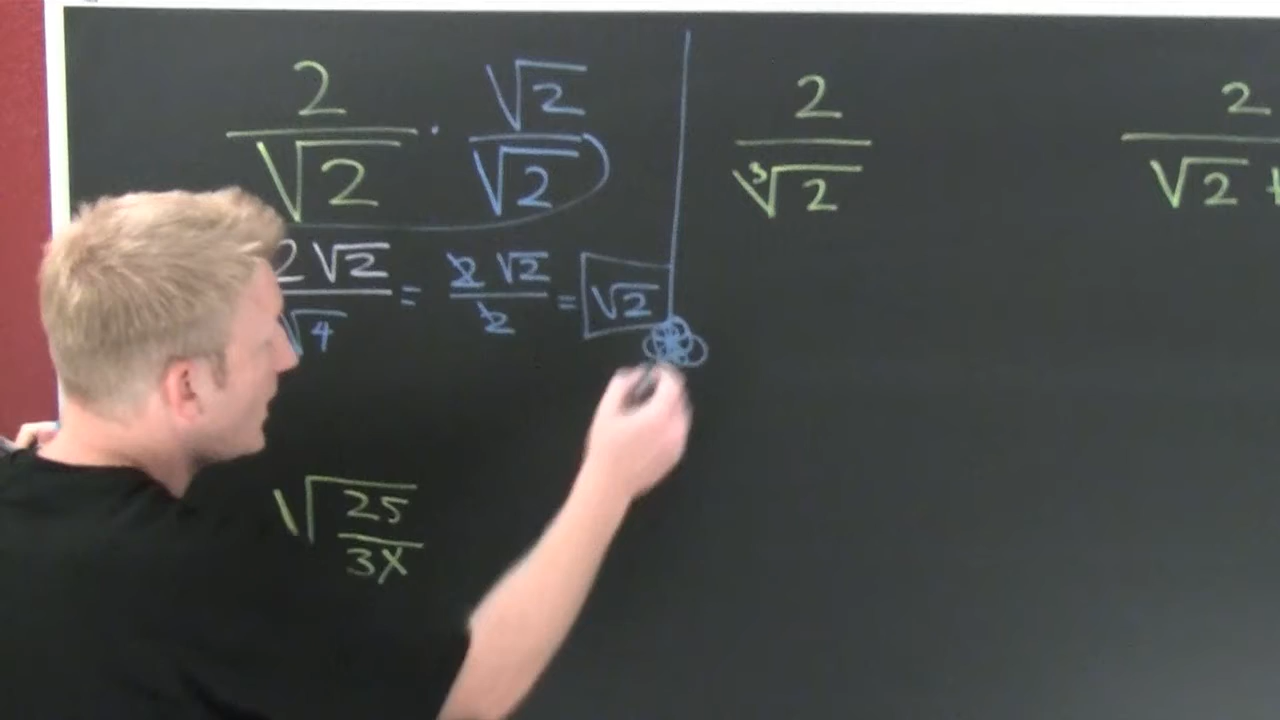 2/√2 · √2/√2
2√2/√4 = 2√2/2 = √2
√(25/3x)
2/∛2
2/√2 +